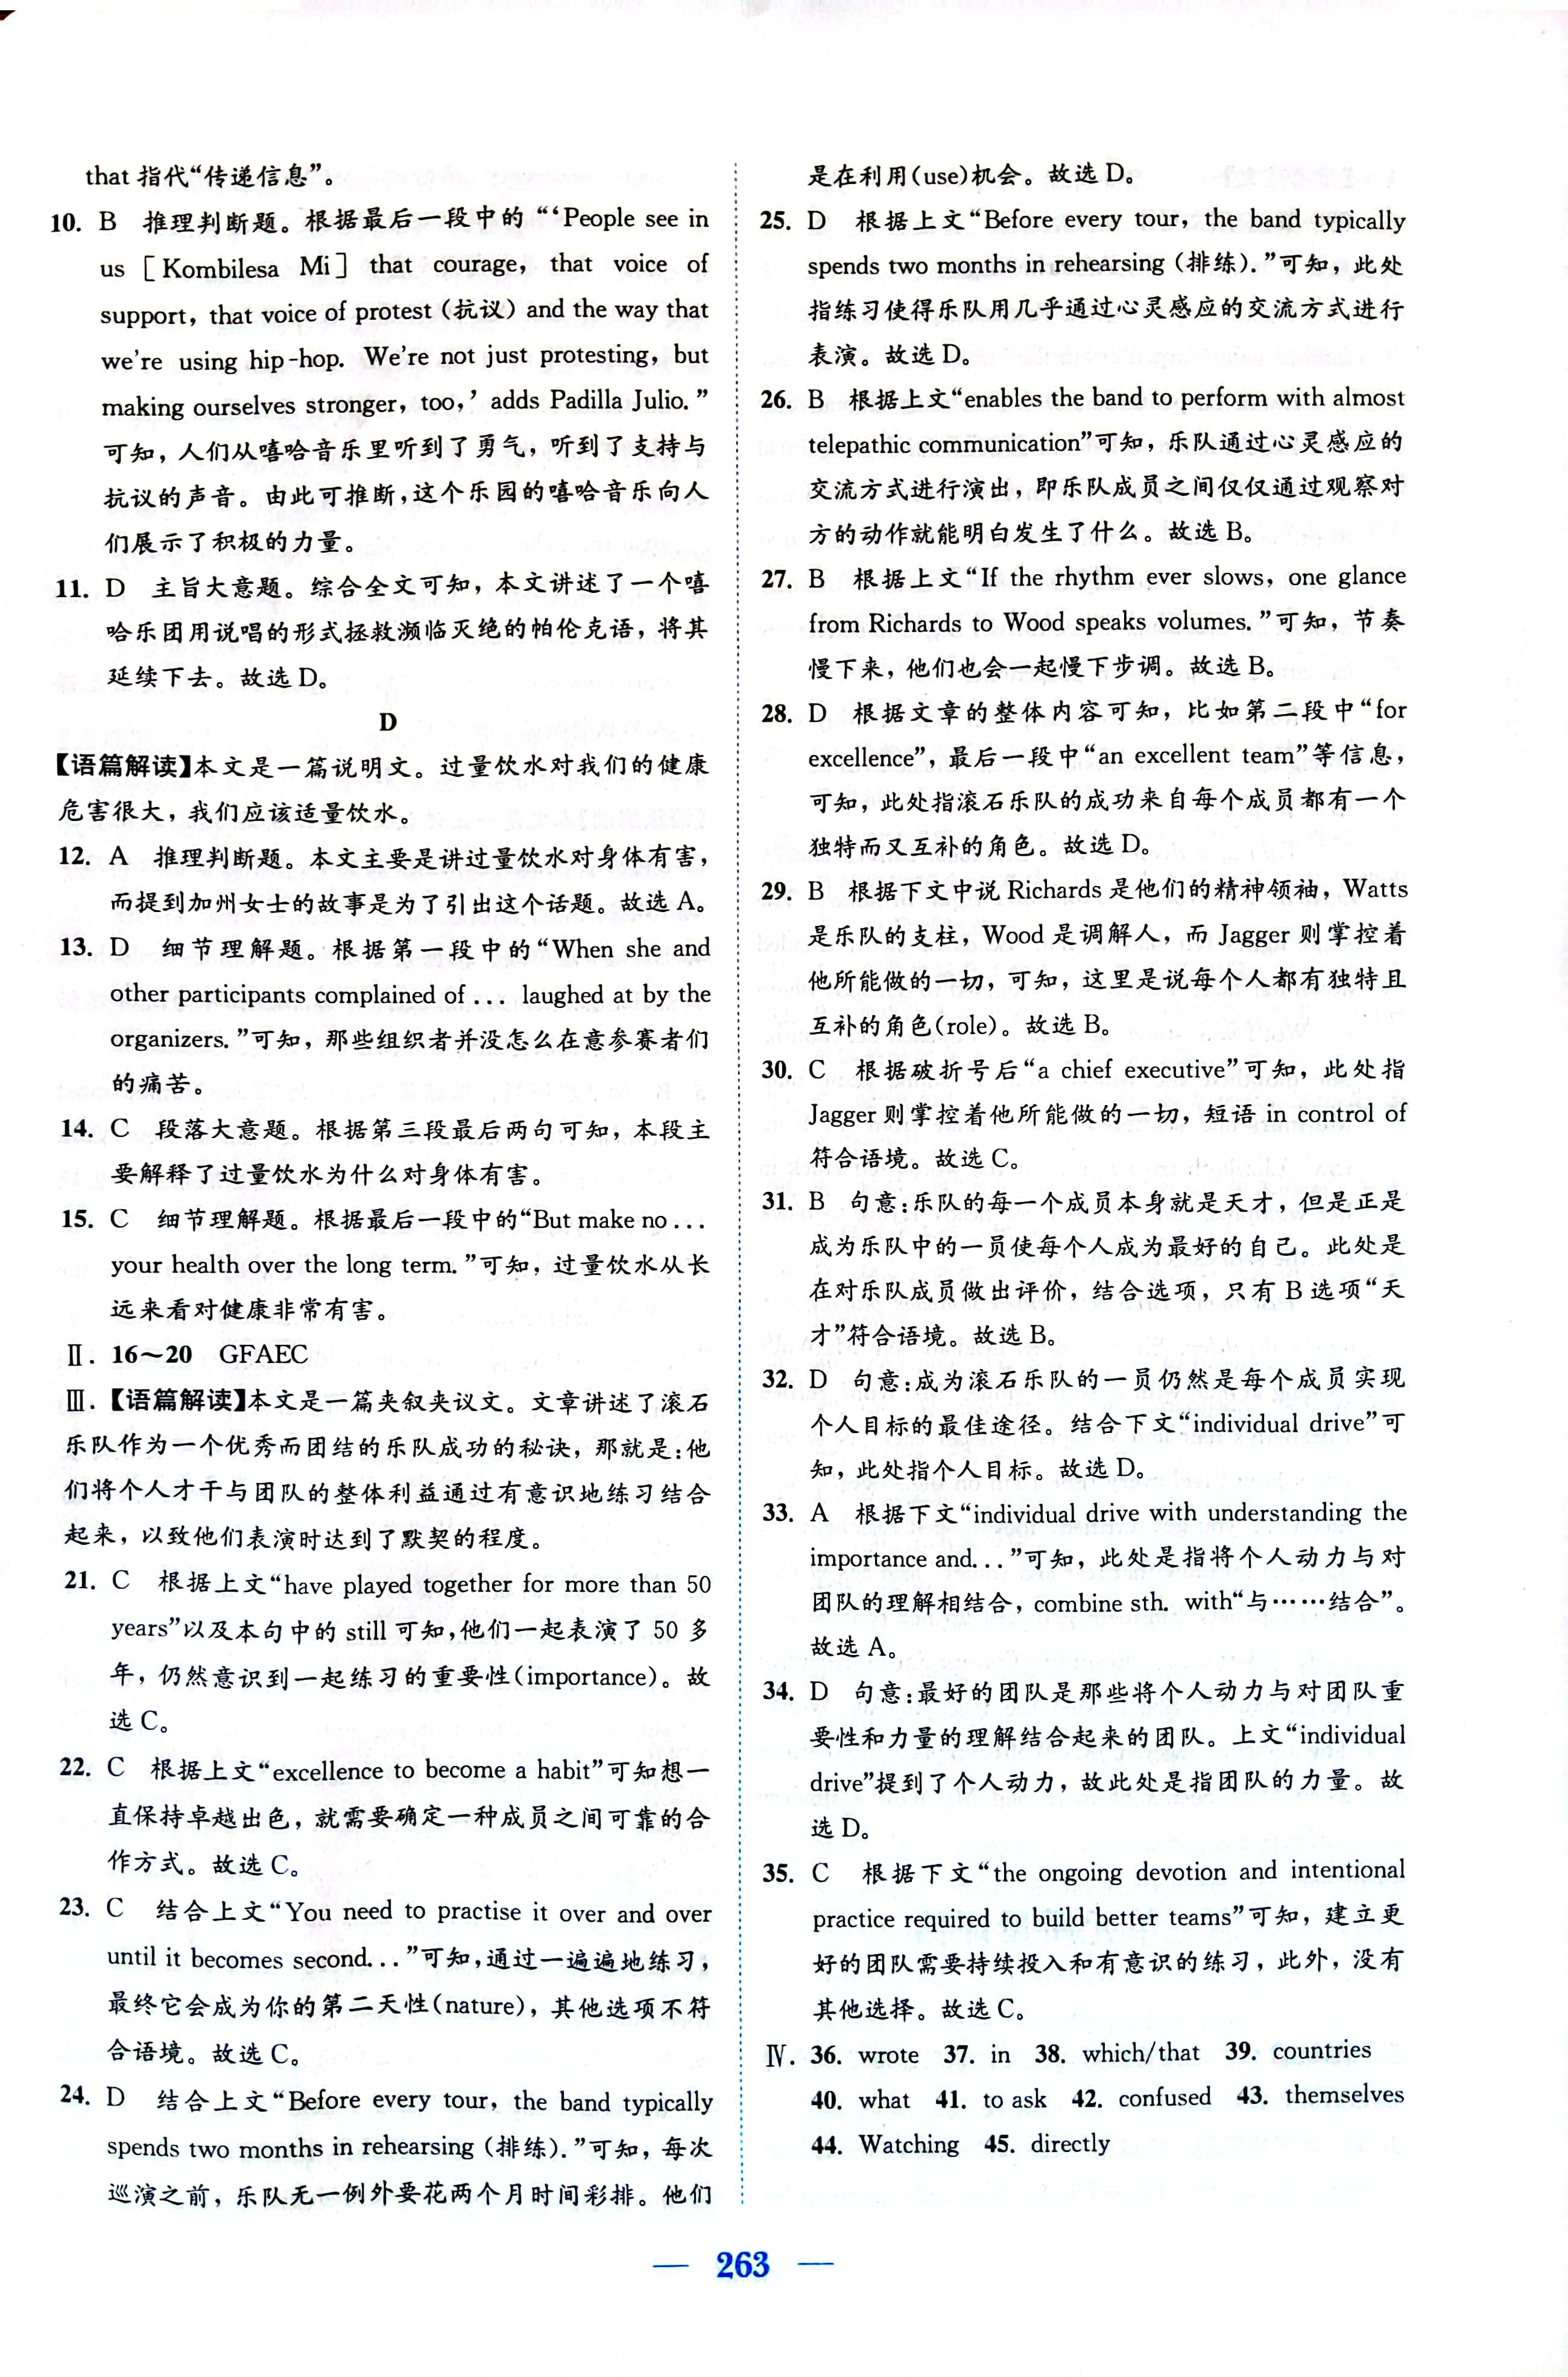 that 指代“传递信息”。
10. B 推理判断题。根据最后一段中的“‘People see in
us [Kombilesa Mi] that courage, that voice of
support, that voice of protest (抗议) and the way that
we're using hip-hop. We're not just protesting, but
making ourselves stronger, too,’ adds Padilla Julio.”
可知，人们从嘻哈音乐里听到了勇气，听到了支持与
抗议的声音。由此可推断，这个乐园的嘻哈音乐向人
们展示了积极的力量。
11. D 主旨大意题。综合全文可知，本文讲述了一个嘻
哈乐团用说唱的形式拯救濒临灭绝的帕伦克语，将其
延续下去。故选 D。
D
【语篇解读】本文是一篇说明文。过量饮水对我们的健康
危害很大，我们应该适量饮水。
12. A 推理判断题。本文主要是讲过量饮水对身体有害，
而提到加州女士的故事是为了引出这个话题。故选 A。
13. D 细节理解题。根据第一段中的“When she and
other participants complained of ... laughed at by the
organizers.”可知，那些组织者并没怎么在意参赛者们
的痛苦。
14. C 段落大意题。根据第三段最后两句可知，本段主
要解释了过量饮水为什么对身体有害。
15. C 细节理解题。根据最后一段中的“But make no ...
your health over the long term.”可知，过量饮水从长
远来看对健康非常有害。
Ⅱ. 16～20 GFAEC
Ⅲ.【语篇解读】本文是一篇夹叙夹议文。文章讲述了滚石
乐队作为一个优秀而团结的乐队成功的秘诀，那就是：他
们将个人才干与团队的整体利益通过有意识地练习结合
起来，以致他们表演时达到了默契的程度。
21. C 根据上文“have played together for more than 50
years”以及本句中的 still 可知，他们一起表演了 50 多
年，仍然意识到一起练习的重要性(importance)。故
选 C。
22. C 根据上文“excellence to become a habit”可知想一
直保持卓越出色，就需要确定一种成员之间可靠的合
作方式。故选 C。
23. C 结合上文“You need to practise it over and over
until it becomes second...”可知，通过一遍遍地练习，
最终它会成为你的第二天性(nature)，其他选项不符
合语境。故选 C。
24. D 结合上文“Before every tour, the band typically
spends two months in rehearsing (排练).”可知，每次
巡演之前，乐队无一例外要花两个月时间彩排。他们
是在利用(use)机会。故选 D。
25. D 根据上文“Before every tour, the band typically
spends two months in rehearsing (排练).”可知，此处
指练习使得乐队用几乎通过心灵感应的交流方式进行
表演。故选 D。
26. B 根据上文“enables the band to perform with almost
telepathic communication”可知，乐队通过心灵感应的
交流方式进行演出，即乐队成员之间仅仅通过观察对
方的动作就能明白发生了什么。故选 B。
27. B 根据上文“If the rhythm ever slows, one glance
from Richards to Wood speaks volumes.”可知，节奏
慢下来，他们也会一起慢下步调。故选 B。
28. D 根据文章的整体内容可知，比如第二段中“for
excellence”，最后一段中“an excellent team”等信息，
可知，此处指滚石乐队的成功来自每个成员都有一个
独特而又互补的角色。故选 D。
29. B 根据下文中说 Richards 是他们的精神领袖，Watts
是乐队的支柱，Wood 是调解人，而 Jagger 则掌控着
他所能做的一切，可知，这里是说每个人都有独特且
互补的角色(role)。故选 B。
30. C 根据破折号后“a chief executive”可知，此处指
Jagger 则掌控着他所能做的一切，短语 in control of
符合语境。故选 C。
31. B 句意：乐队的每一个成员本身就是天才，但是正是
成为乐队中的一员使每个人成为最好的自己。此处是
在对乐队成员做出评价，结合选项，只有 B 选项“天
才”符合语境。故选 B。
32. D 句意：成为滚石乐队的一员仍然是每个成员实现
个人目标的最佳途径。结合下文“individual drive”可
知，此处指个人目标。故选 D。
33. A 根据下文“individual drive with understanding the
importance and...”可知，此处是指将个人动力与对
团队的理解相结合，combine sth. with“与……结合”。
故选 A。
34. D 句意：最好的团队是那些将个人动力与对团队重
要性和力量的理解结合起来的团队。上文“individual
drive”提到了个人动力，故此处是指团队的力量。故
选 D。
35. C 根据下文“the ongoing devotion and intentional
practice required to build better teams”可知，建立更
好的团队需要持续投入和有意识的练习，此外，没有
其他选择。故选 C。
Ⅳ. 36. wrote 37. in 38. which/that 39. countries
40. what 41. to ask 42. confused 43. themselves
44. Watching 45. directly
— 263 —